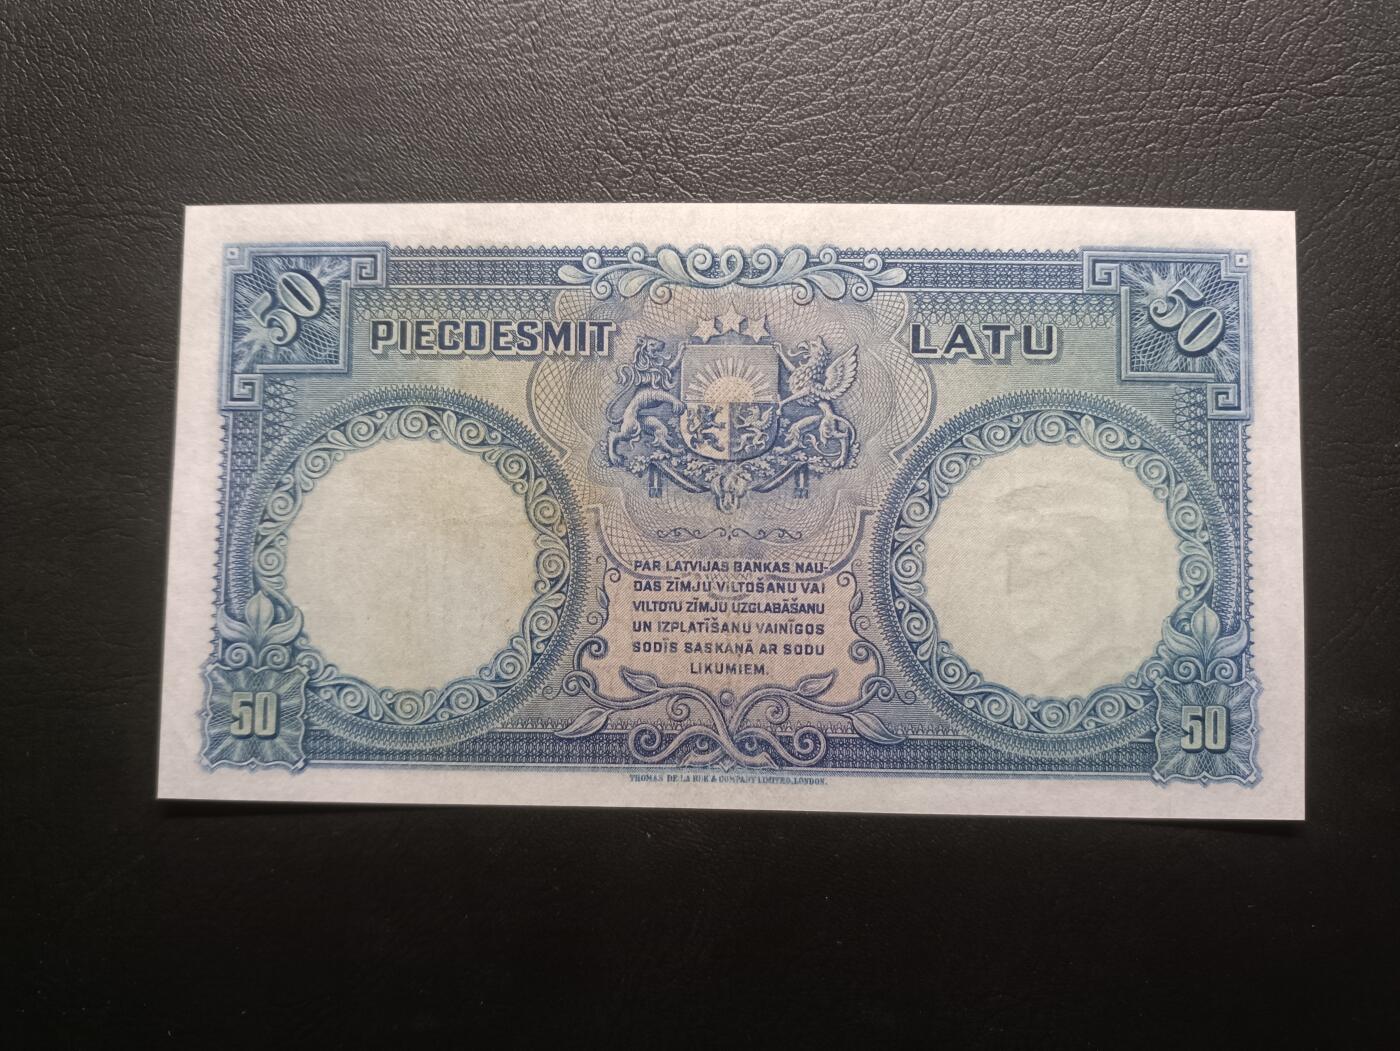 50
50
PIECDESMIT LATU
PAR LATVIJAS BANKAS NAU-
DAS ZĪMJU VILTOŠANU VAI
VILTOTU ZĪMJU UZGLABĀŠANU
UN IZPLATĪŠANU VAINĪGOS
SODĪS SASKAŅĀ AR SODU
LIKUMIEM.
50
50
THOMAS DE LA RUE & COMPANY LIMITED, LONDON.